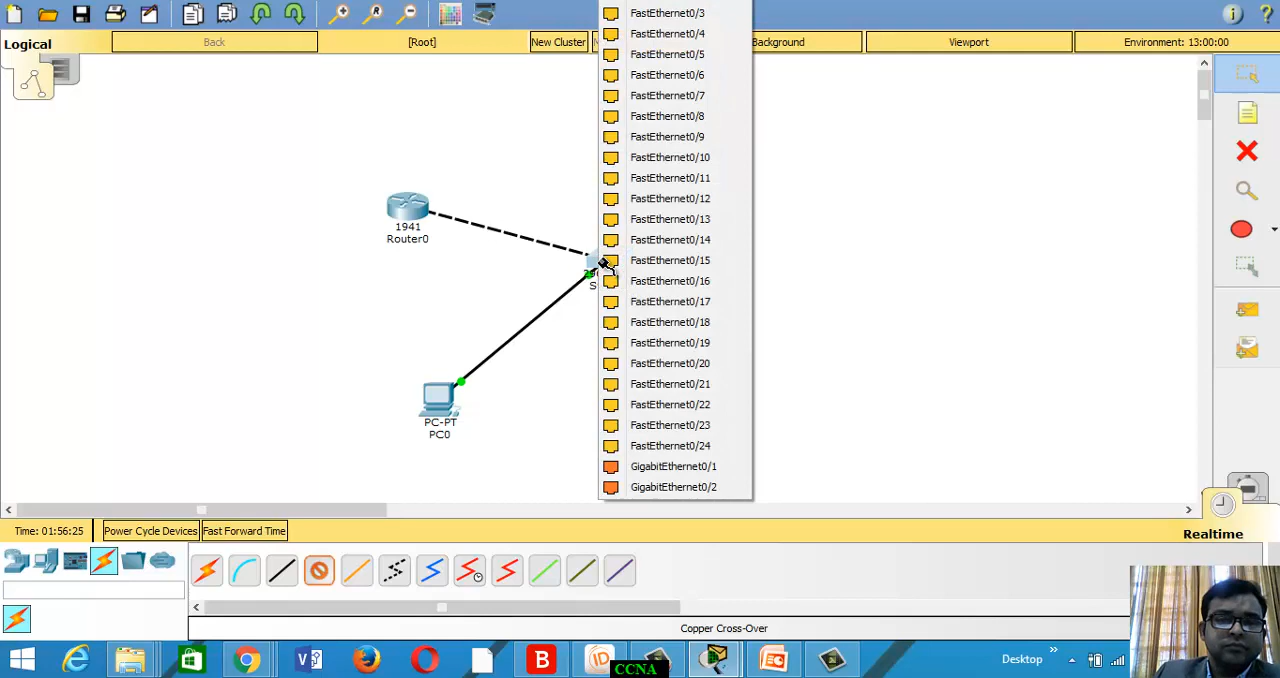 Logical
Back
[Root]
New Cluster
Background
Viewport
Environment: 13:00:00
FastEthernet0/3
FastEthernet0/4
FastEthernet0/5
FastEthernet0/6
FastEthernet0/7
FastEthernet0/8
FastEthernet0/9
FastEthernet0/10
FastEthernet0/11
FastEthernet0/12
FastEthernet0/13
FastEthernet0/14
FastEthernet0/15
FastEthernet0/16
FastEthernet0/17
FastEthernet0/18
FastEthernet0/19
FastEthernet0/20
FastEthernet0/21
FastEthernet0/22
FastEthernet0/23
FastEthernet0/24
GigabitEthernet0/1
GigabitEthernet0/2
1941
Router0
PC-PT
PC0
Time: 01:56:25
Power Cycle Devices
Fast Forward Time
Realtime
Copper Cross-Over
CCNA
Desktop